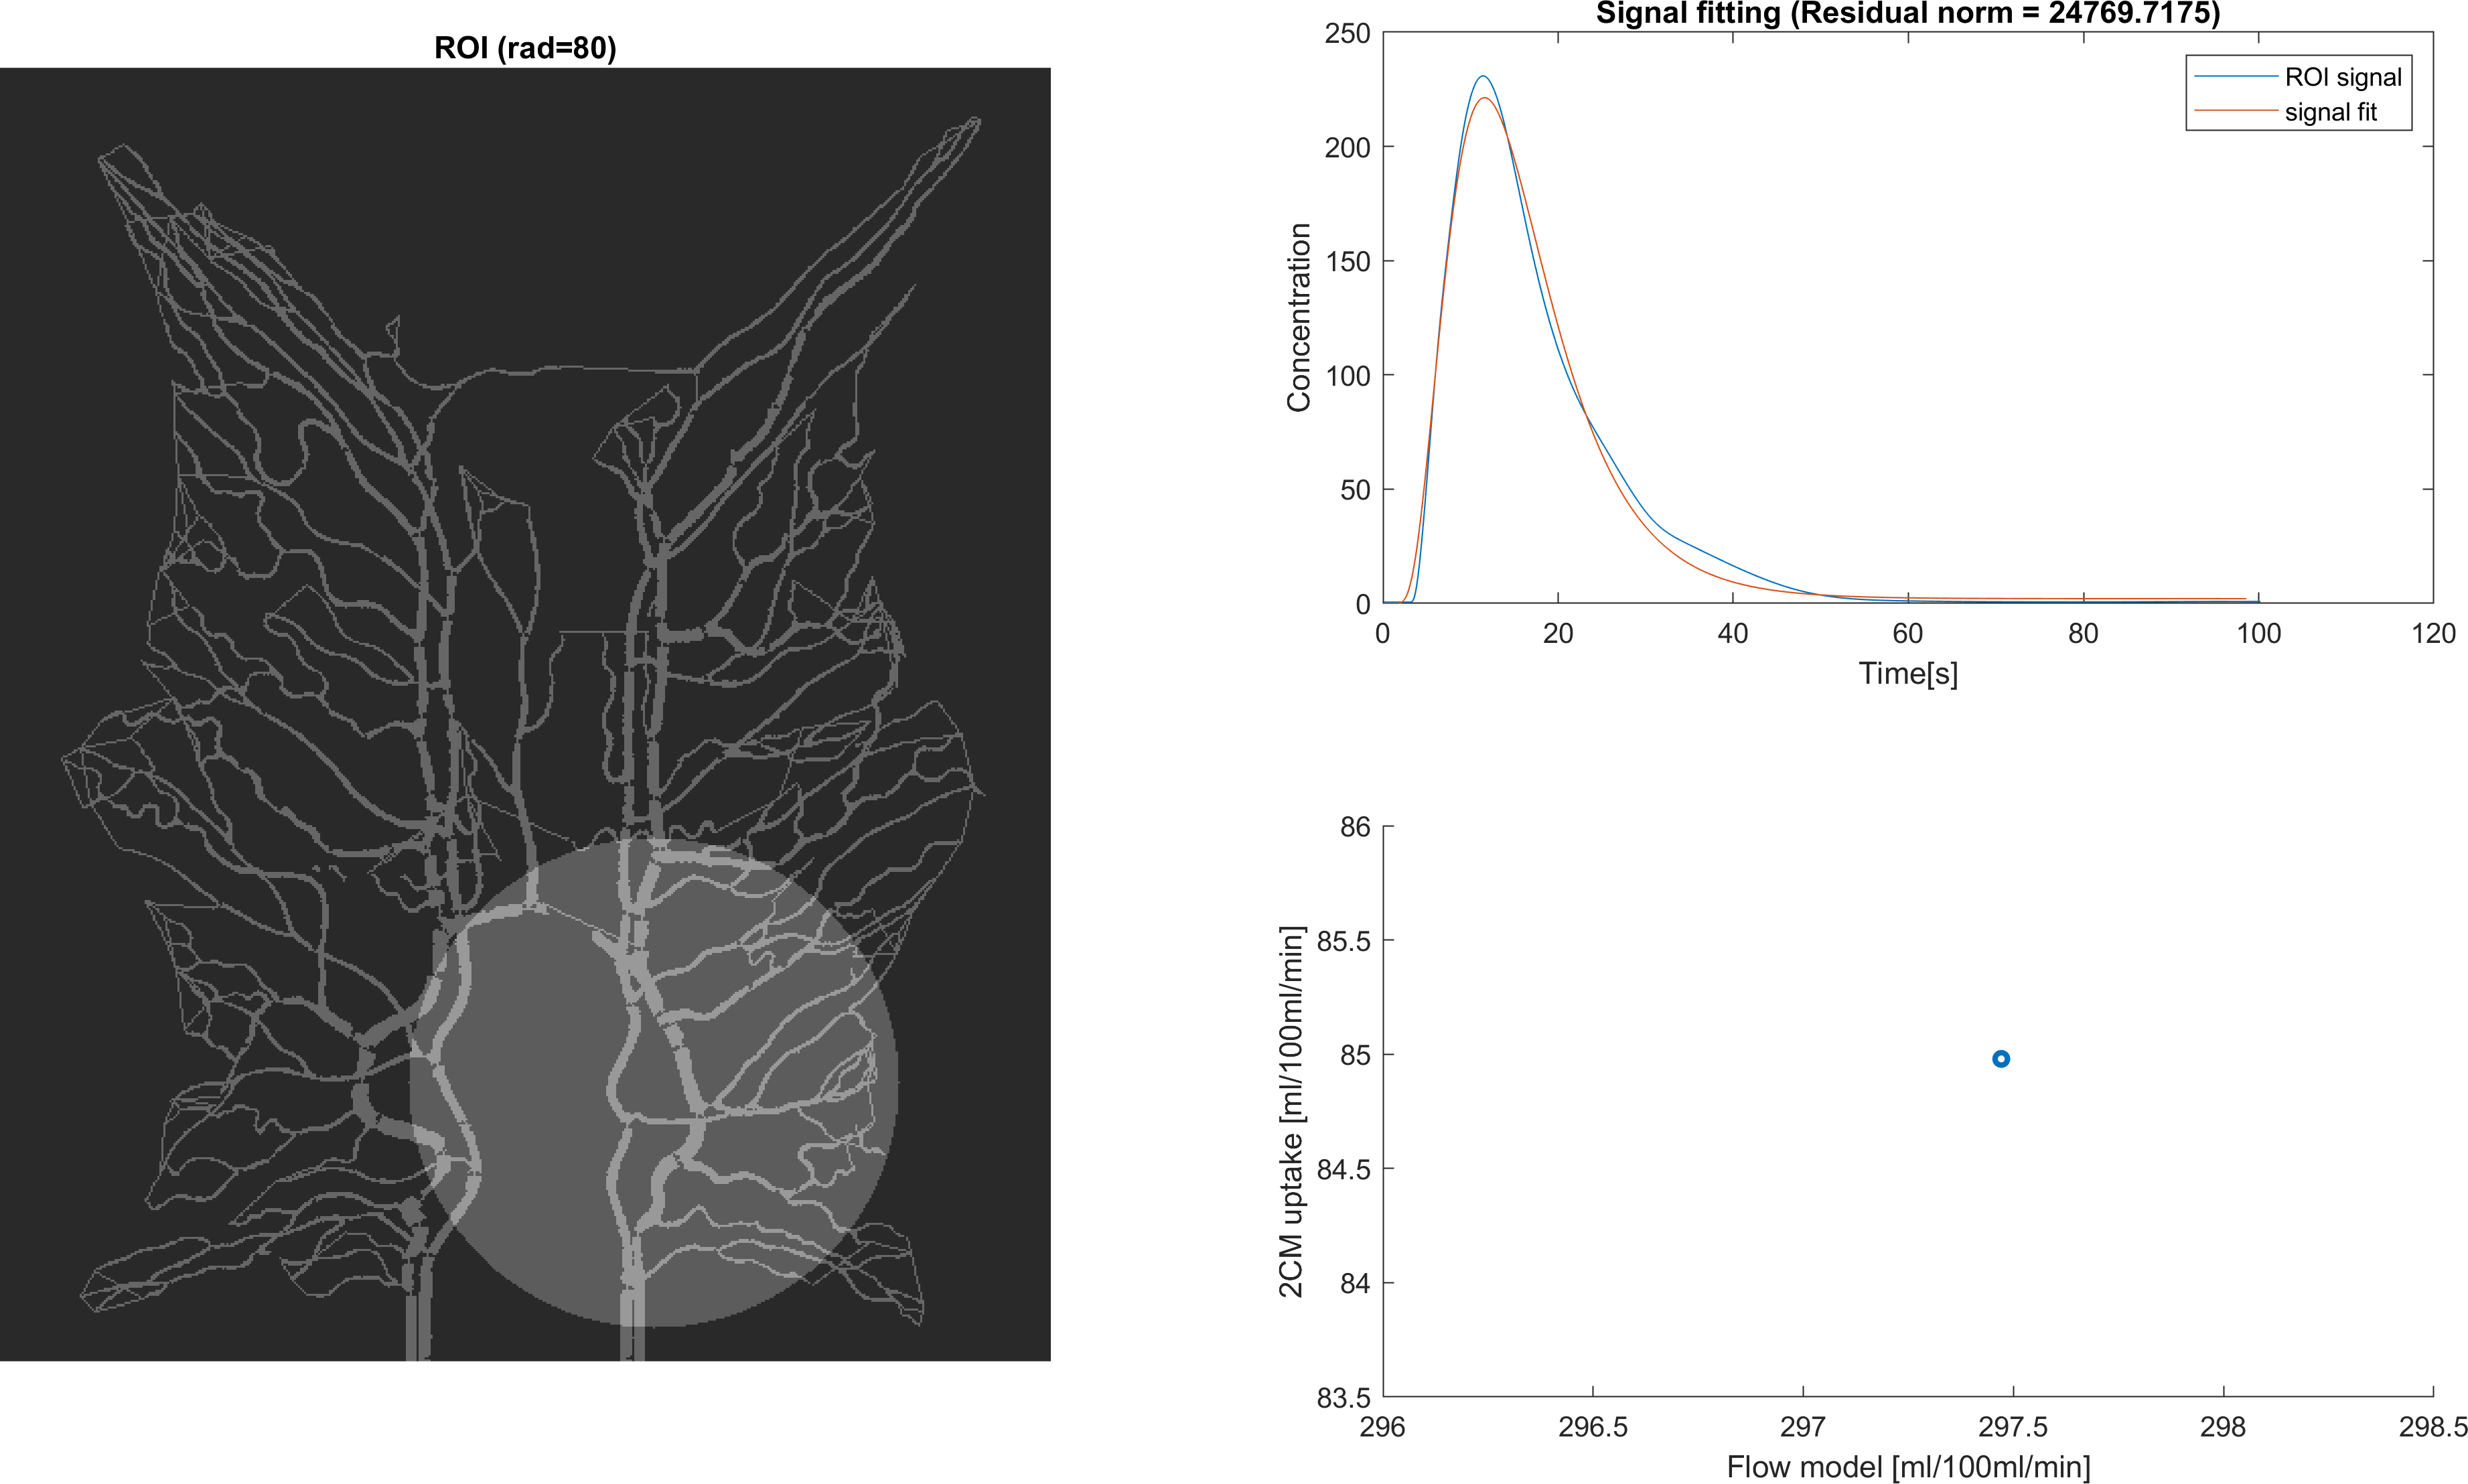 ROI (rad=80)
Signal fitting (Residual norm = 24769.7175)
250
200
150
100
50
0
Concentration
ROI signal
signal fit
0 20 40 60 80 100 120
Time[s]
86
85.5
85
84.5
84
83.5
2CM uptake [ml/100ml/min]
296 296.5 297 297.5 298 298.5
Flow model [ml/100ml/min]